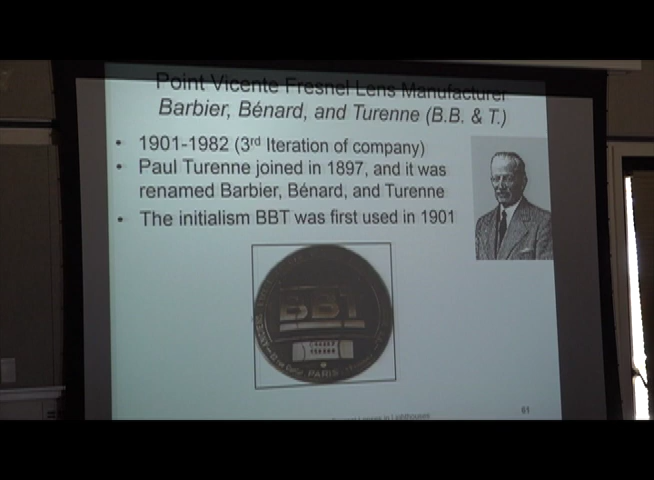 Point Vicente Fresnel Lens Manufacturer
Barbier, Bénard, and Turenne (B.B. & T.)
• 1901-1982 (3rd Iteration of company)
• Paul Turenne joined in 1897, and it was
renamed Barbier, Bénard, and Turenne
• The initialism BBT was first used in 1901
BBT
PARIS
in Lighthouses
61